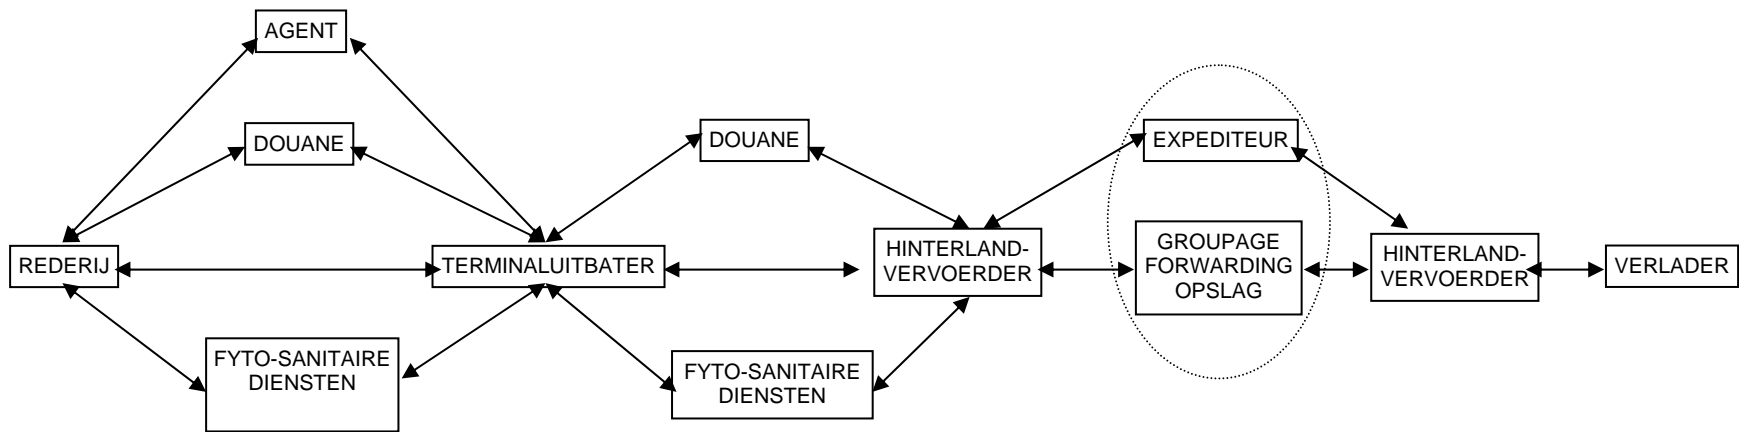 AGENT
DOUANE
DOUANE
EXPEDITEUR
REDERIJ
TERMINALUITBATER
HINTERLAND-
VERVOERDER
GROUPAGE
FORWARDING
OPSLAG
HINTERLAND-
VERVOERDER
VERLADER
FYTO-SANITAIRE
DIENSTEN
FYTO-SANITAIRE
DIENSTEN